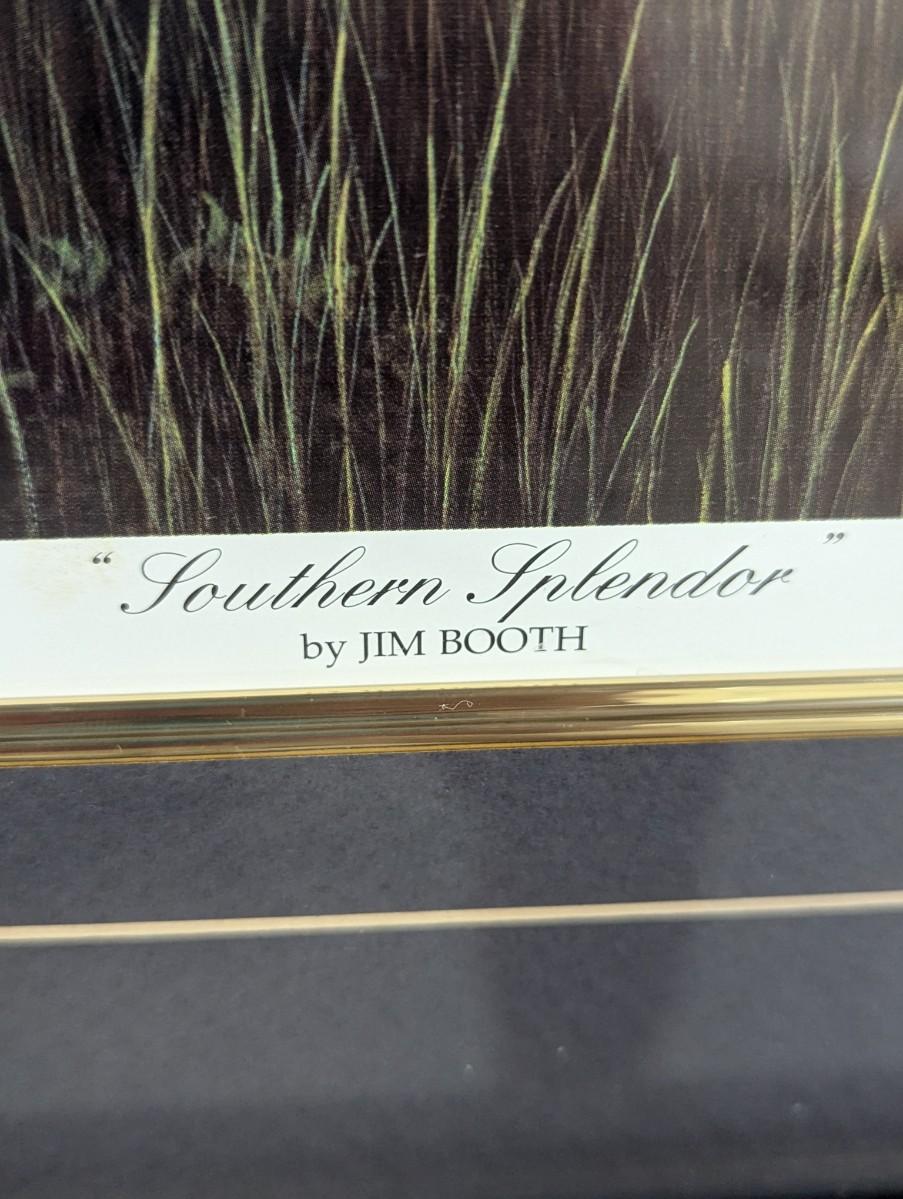 “Southern Splendor”
by JIM BOOTH